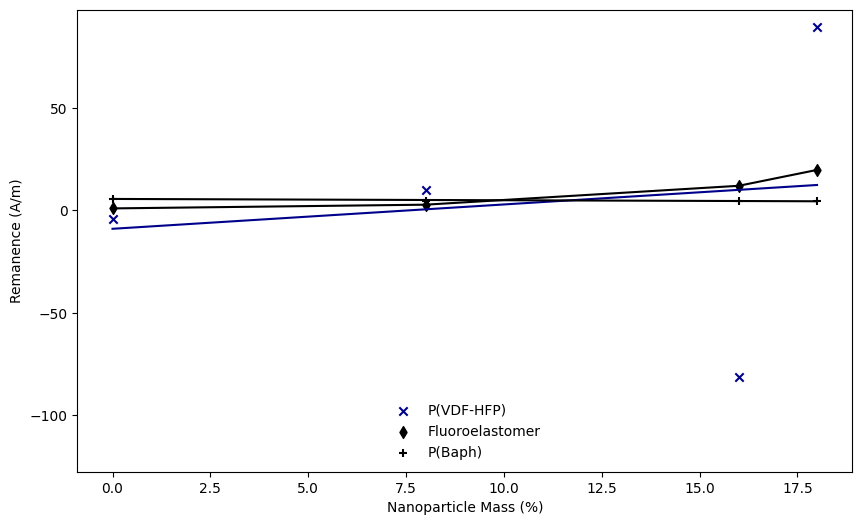 50
0
−50
−100
Remanence (A/m)
P(VDF-HFP)
Fluoroelastomer
P(Baph)
0.0 2.5 5.0 7.5 10.0 12.5 15.0 17.5
Nanoparticle Mass (%)